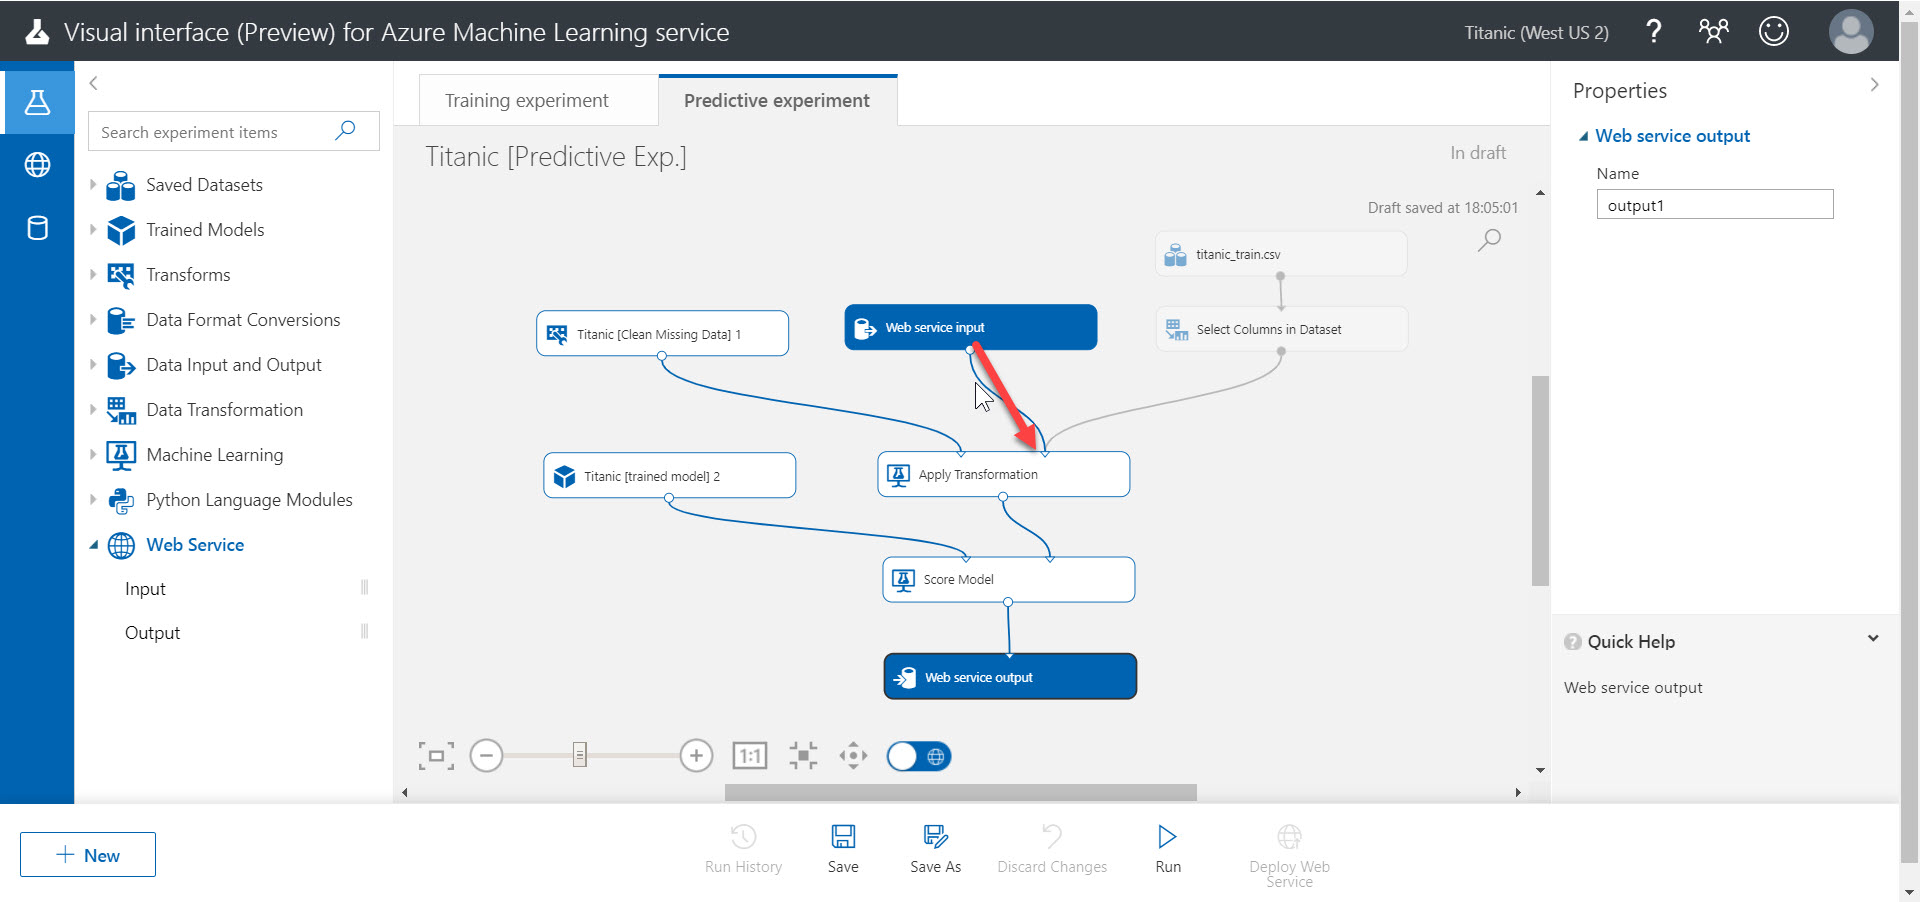 Visual interface (Preview) for Azure Machine Learning service
Titanic (West US 2)
?
Search experiment items
Saved Datasets
Trained Models
Transforms
Data Format Conversions
Data Input and Output
Data Transformation
Machine Learning
Python Language Modules
Web Service
Input
Output
Training experiment
Predictive experiment
Titanic [Predictive Exp.]
In draft
Draft saved at 18:05:01
titanic_train.csv
Titanic [Clean Missing Data] 1
Web service input
Select Columns in Dataset
Titanic [trained model] 2
Apply Transformation
Score Model
Web service output
1:1
Properties
Web service output
Name
output1
? Quick Help
Web service output
New
Run History
Save
Save As
Discard Changes
Run
Deploy Web
Service